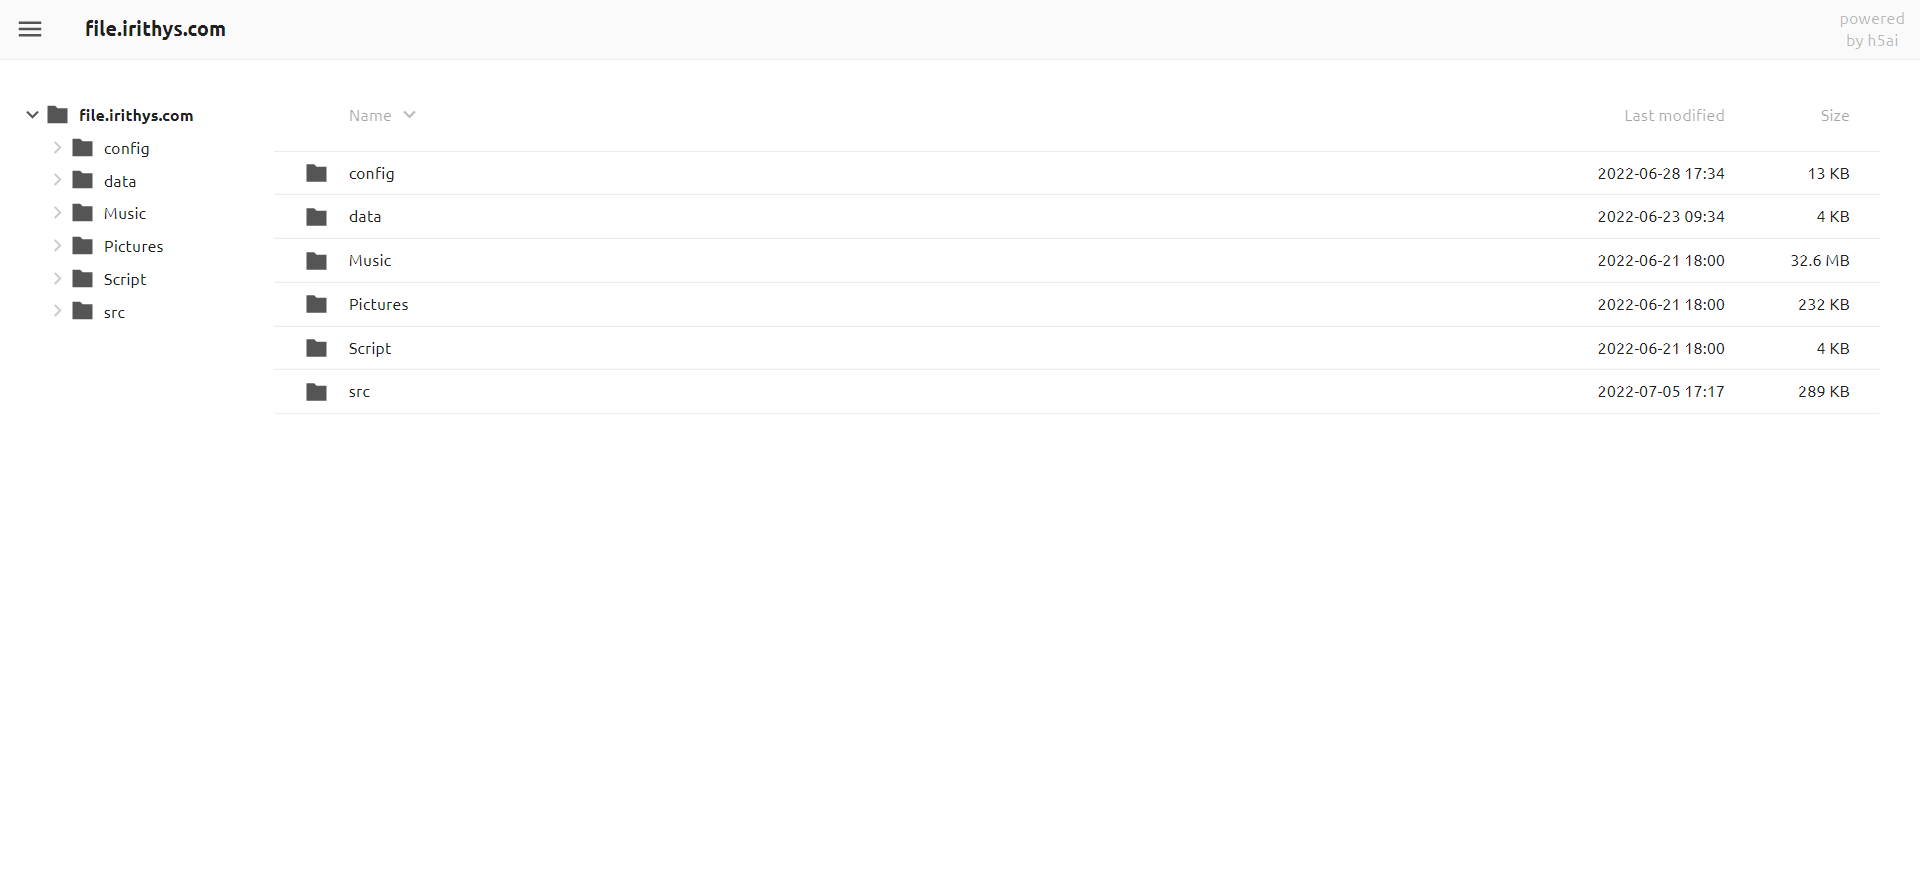 file.irithys.com
powered
by h5ai
file.irithys.com
config
data
Music
Pictures
Script
src
Name Last modified Size
config 2022-06-28 17:34 13 KB
data 2022-06-23 09:34 4 KB
Music 2022-06-21 18:00 32.6 MB
Pictures 2022-06-21 18:00 232 KB
Script 2022-06-21 18:00 4 KB
src 2022-07-05 17:17 289 KB